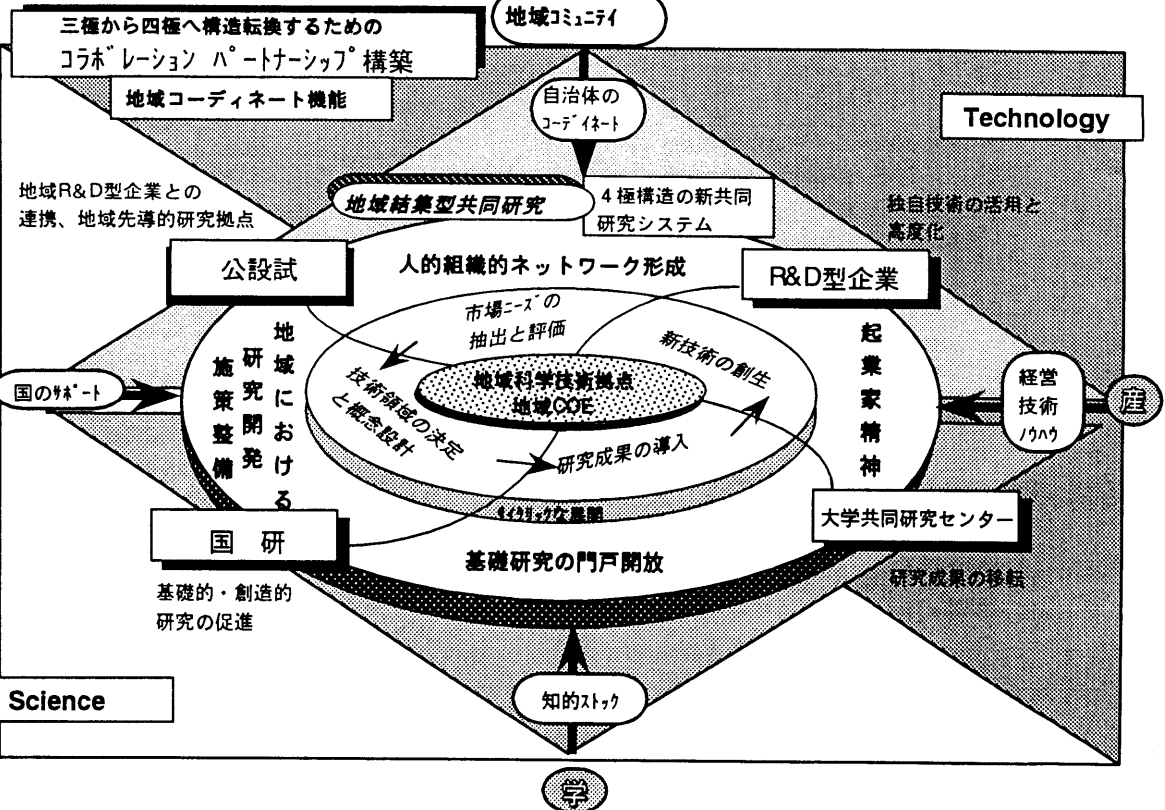 地域コミュニテイ
三極から四極へ構造転換するための
コラボレーション パートナーシップ構築
地域コーディネート機能
自治体の
コーデイネート
Technology
地域R&D型企業との
連携、地域先導的研究拠点
地域結集型共同研究
4極構造の新共同
研究システム
独自技術の活用と
高度化
公設試
人的組織的ネットワーク形成
R&D型企業
市場ニーズの
抽出と評価
新技術の創生
地域における
研究開発
施策整備
起業家精神
国のサポート
技術領域の決定
と概念設計
地域科学技術拠点
地域COE
経営
技術
ノウハウ
産
研究成果の導入
サイクリックな展開
国 研
大学共同研究センター
基礎研究の門戸開放
基礎的・創造的
研究の促進
研究成果の移転
Science
知的ストック
学